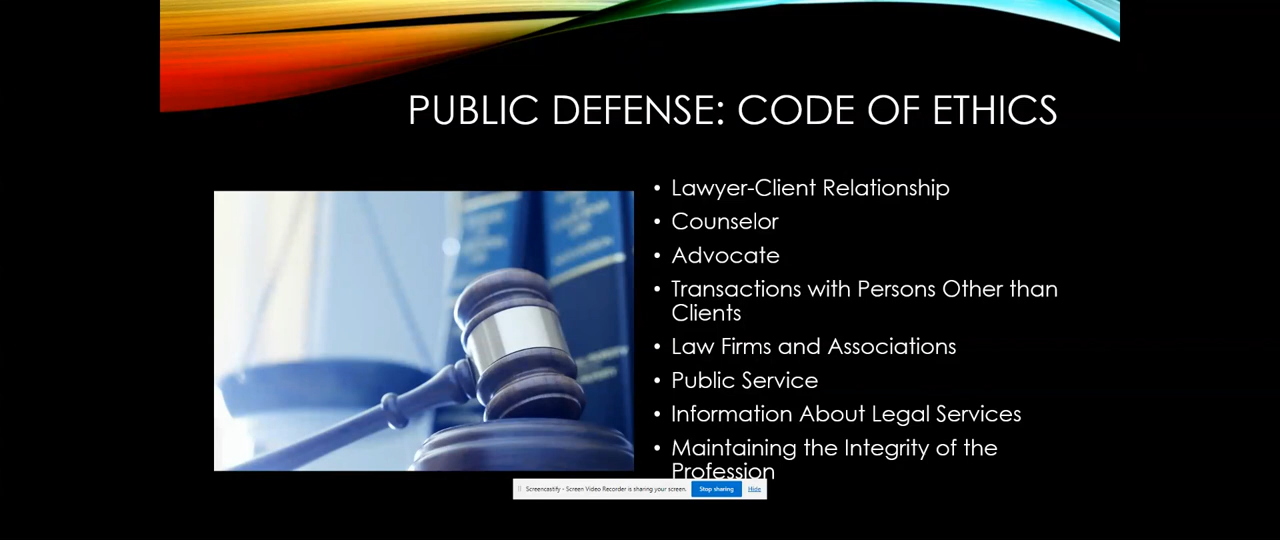 PUBLIC DEFENSE: CODE OF ETHICS
• Lawyer-Client Relationship
• Counselor
• Advocate
• Transactions with Persons Other than
Clients
• Law Firms and Associations
• Public Service
• Information About Legal Services
• Maintaining the Integrity of the
Profession
Screencastify - Screen Video Recorder is sharing your screen. Stop sharing Hide